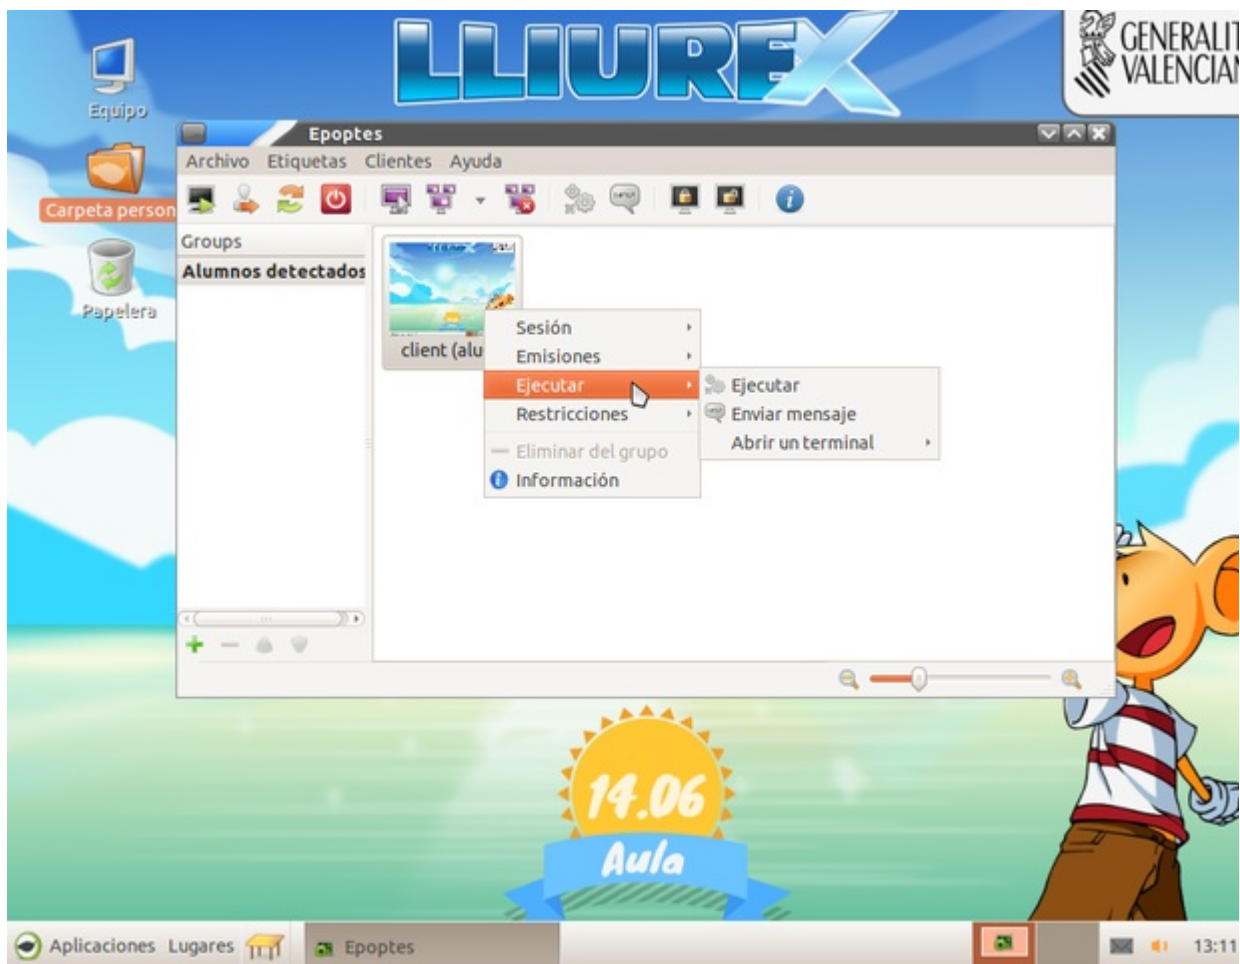 LLIUREX
GENERALIT
VALENCIAN
Equipo
Carpeta person
Papelera
Epoptes
Archivo Etiquetas Clientes Ayuda
Groups
Alumnos detectados
client (alu
Sesión
Emisiones
Ejecutar
Restricciones
Eliminar del grupo
Información
Ejecutar
Enviar mensaje
Abrir un terminal
14.06
Aula
Aplicaciones Lugares Epoptes 13:11